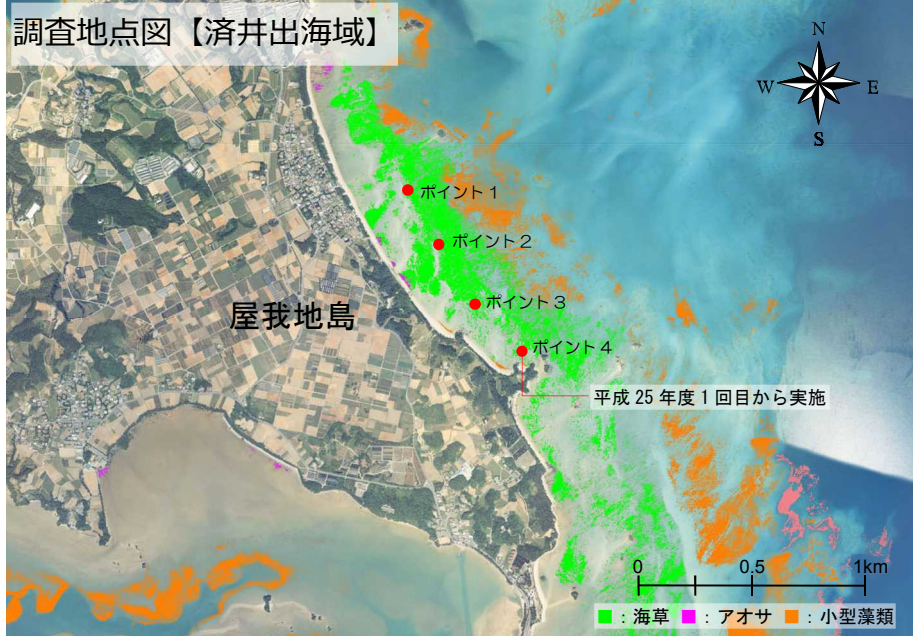 調査地点図【済井出海域】
N
W E
S
ポイント1
ポイント2
ポイント3
屋我地島
ポイント4
平成25年度1回目から実施
0 0.5 1km
：海草 ：アオサ ：小型藻類